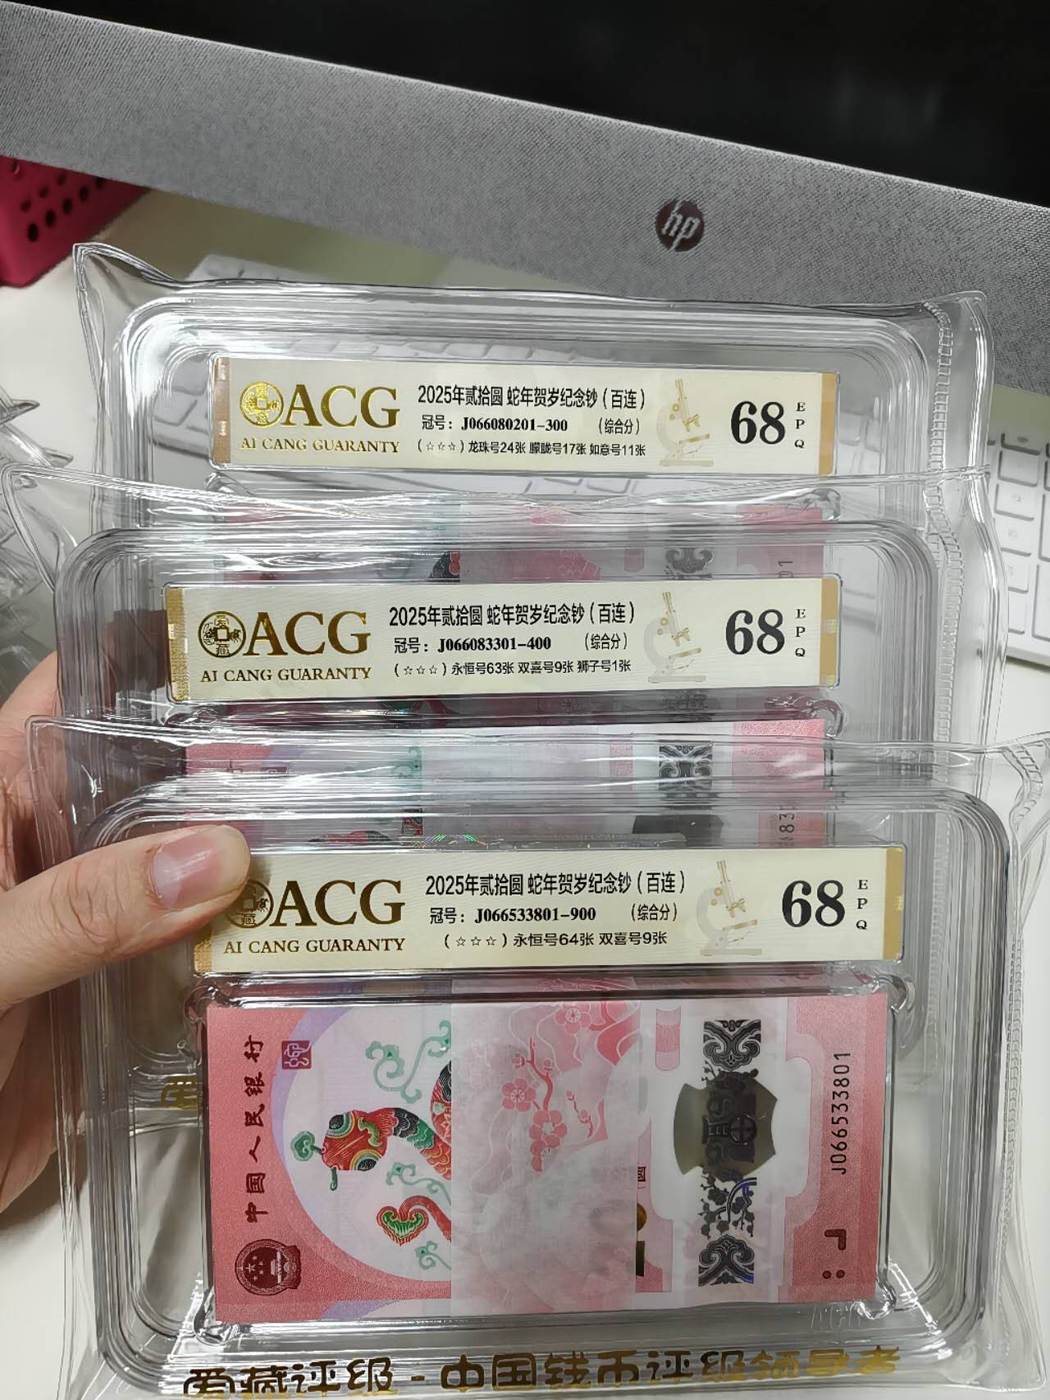 hp
ACG
AI CANG GUARANTY
2025年贰拾圆 蛇年贺岁纪念钞（百连）
冠号：J066080201-300 （综合分）
（☆☆☆）龙珠号24张 朦胧号17张 如意号11张
68
E
P
Q
ACG
AI CANG GUARANTY
2025年贰拾圆 蛇年贺岁纪念钞（百连）
冠号：J066083301-400 （综合分）
（☆☆☆）永恒号63张 双喜号9张 狮子号1张
68
E
P
Q
ACG
AI CANG GUARANTY
2025年贰拾圆 蛇年贺岁纪念钞（百连）
冠号：J066533801-900 （综合分）
（☆☆☆）永恒号64张 双喜号9张
68
E
P
Q
中国人民银行
J066533801
爱藏评级-中国钱币评级领导者